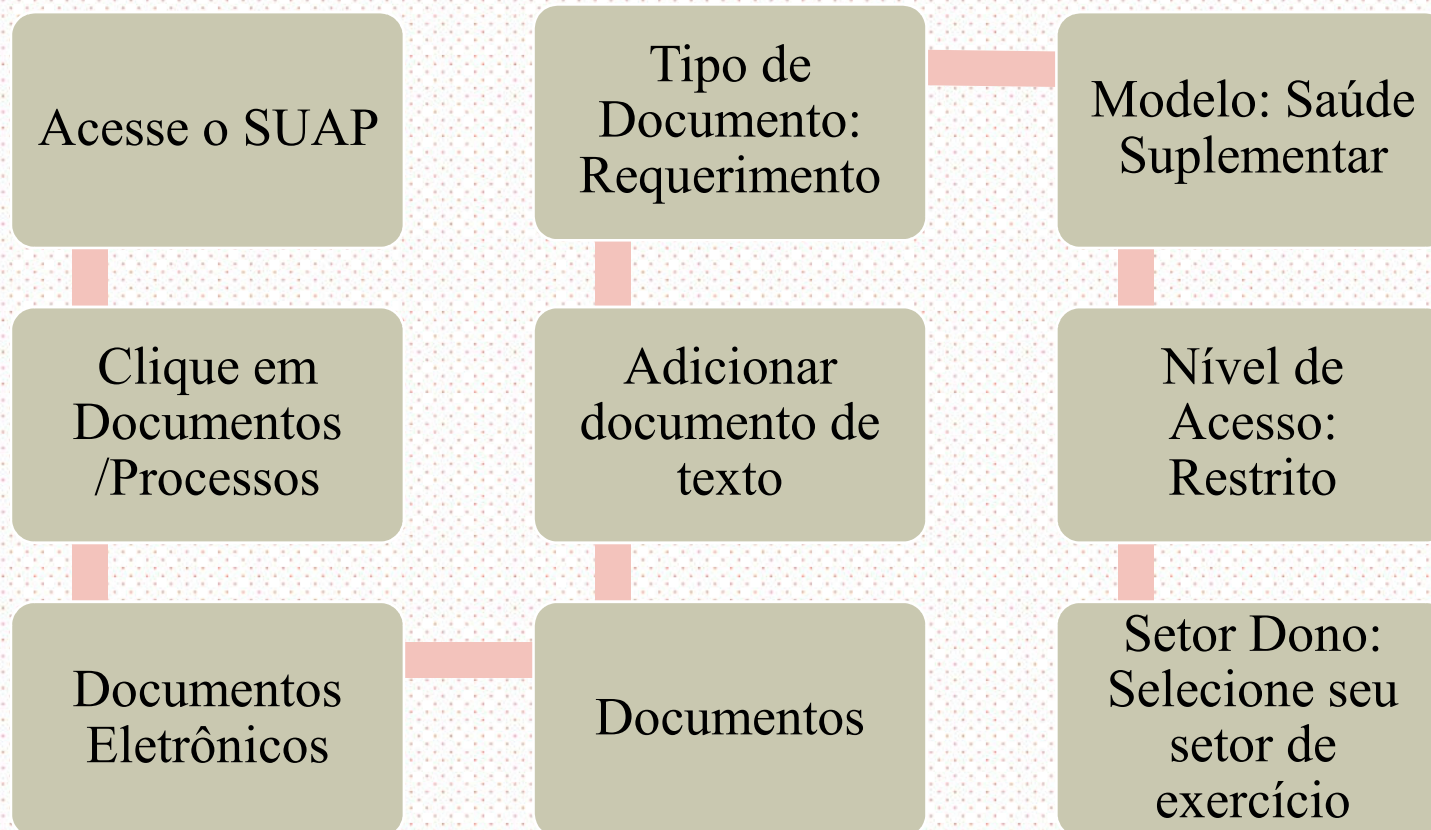 Acesse o SUAP
Clique em
Documentos
/Processos
Documentos
Eletrônicos
Documentos
Adicionar
documento de
texto
Tipo de
Documento:
Requerimento
Modelo: Saúde
Suplementar
Nível de
Acesso:
Restrito
Setor Dono:
Selecione seu
setor de
exercício